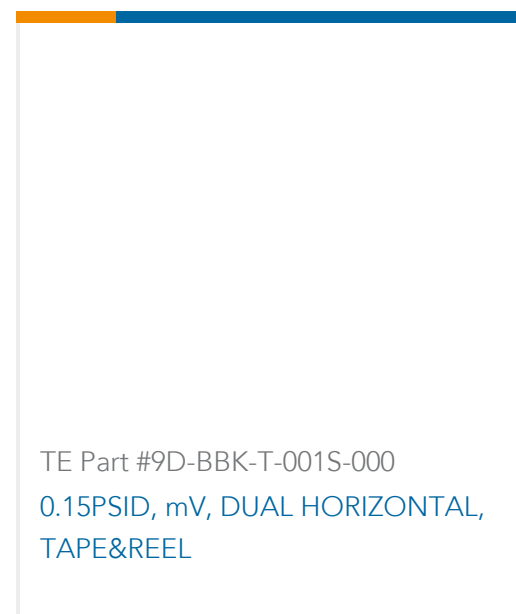 TE Part #9D-BBK-T-001S-000
0.15PSID, mV, DUAL HORIZONTAL,
TAPE&REEL